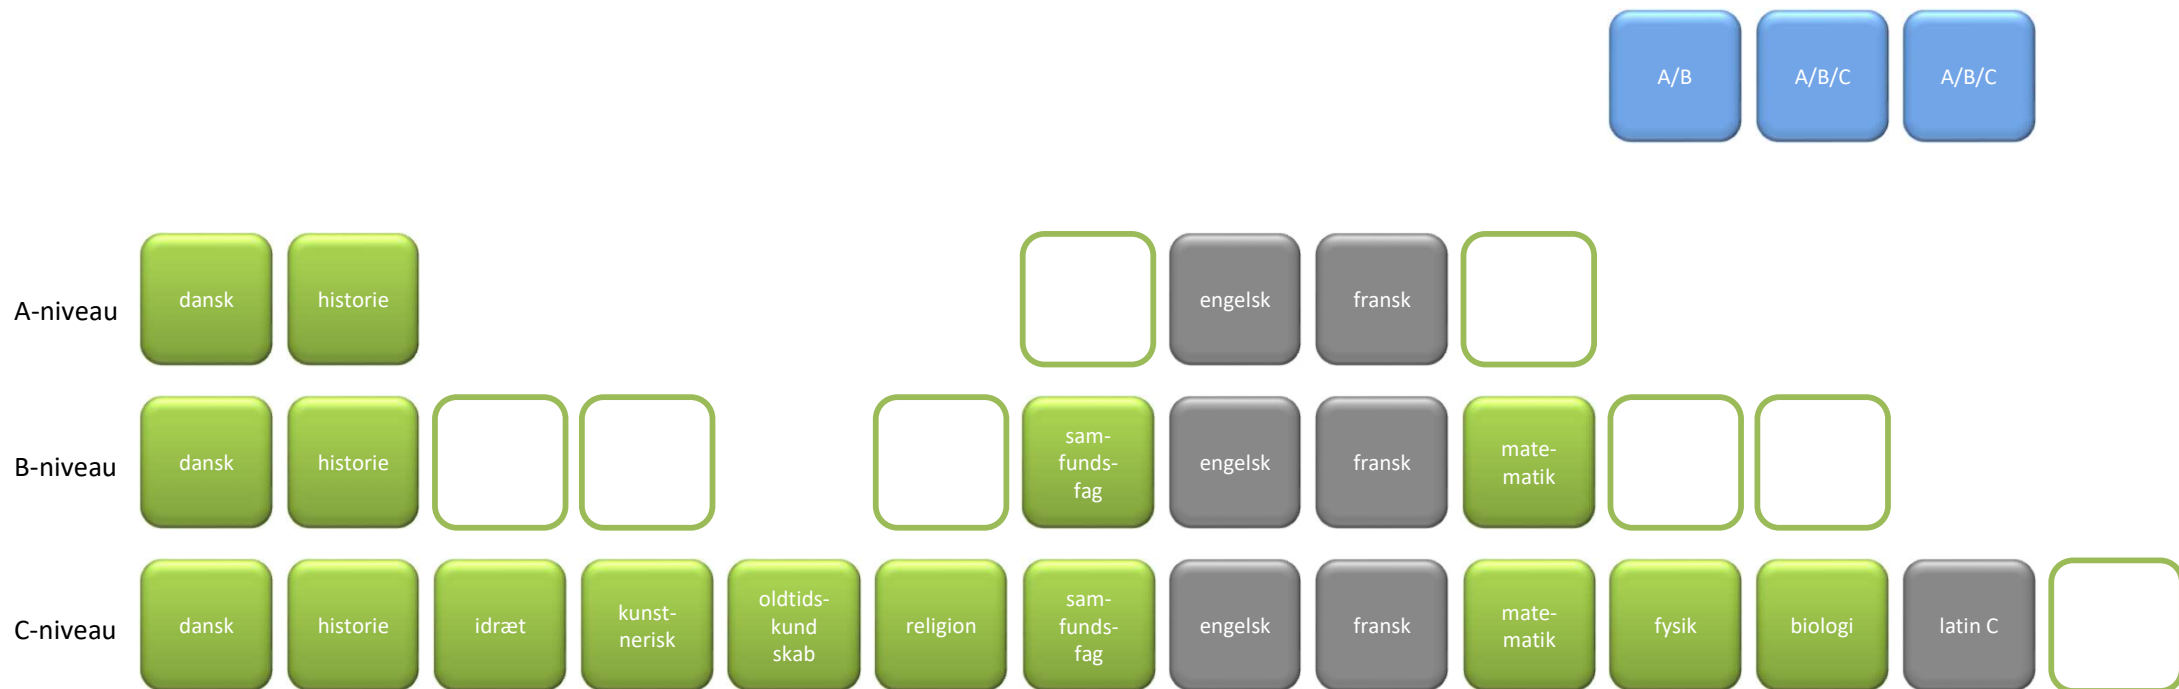 A/B
A/B/C
A/B/C
A-niveau
dansk
historie
engelsk
fransk
B-niveau
dansk
historie
sam-
funds-
fag
engelsk
fransk
mate-
matik
C-niveau
dansk
historie
idræt
kunst-
nerisk
oldtids-
kund
skab
religion
sam-
funds-
fag
engelsk
fransk
mate-
matik
fysik
biologi
latin C